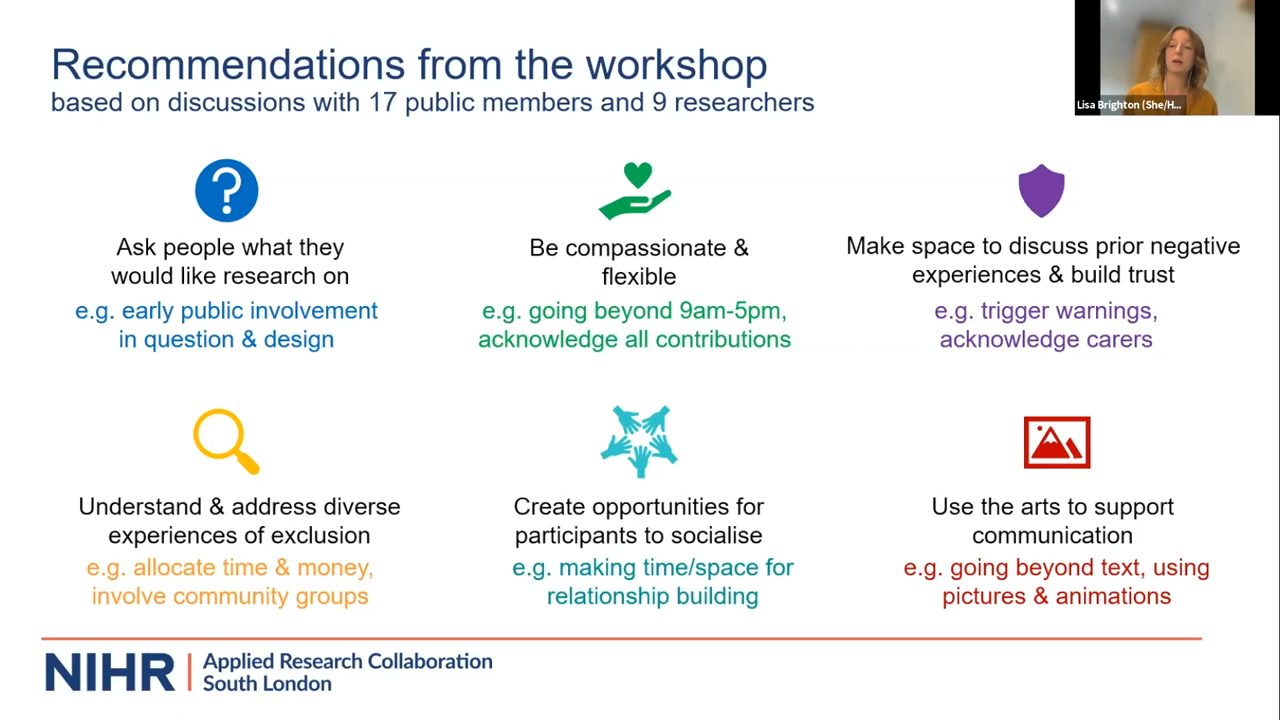 Recommendations from the workshop
based on discussions with 17 public members and 9 researchers
Lisa Brighton (She/H...
Ask people what they
would like research on
e.g. early public involvement
in question & design
Be compassionate &
flexible
e.g. going beyond 9am-5pm,
acknowledge all contributions
Make space to discuss prior negative
experiences & build trust
e.g. trigger warnings,
acknowledge carers
Understand & address diverse
experiences of exclusion
e.g. allocate time & money,
involve community groups
Create opportunities for
participants to socialise
e.g. making time/space for
relationship building
Use the arts to support
communication
e.g. going beyond text, using
pictures & animations
NIHR
Applied Research Collaboration
South London